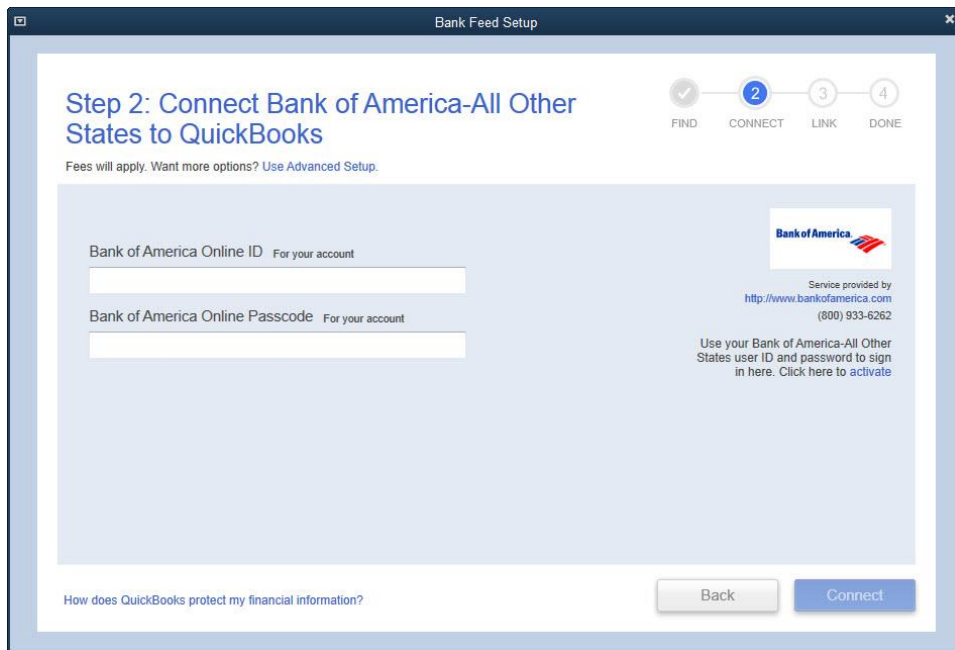 Bank Feed Setup
Step 2: Connect Bank of America-All Other
States to QuickBooks
Fees will apply. Want more options? Use Advanced Setup.
2
3
4
FIND
CONNECT
LINK
DONE
Bank of America Online ID For your account
Bank of America Online Passcode For your account
Bank of America
Service provided by
http://www.bankofamerica.com
(800) 933-6262
Use your Bank of America-All Other
States user ID and password to sign
in here. Click here to activate
How does QuickBooks protect my financial information?
Back
Connect